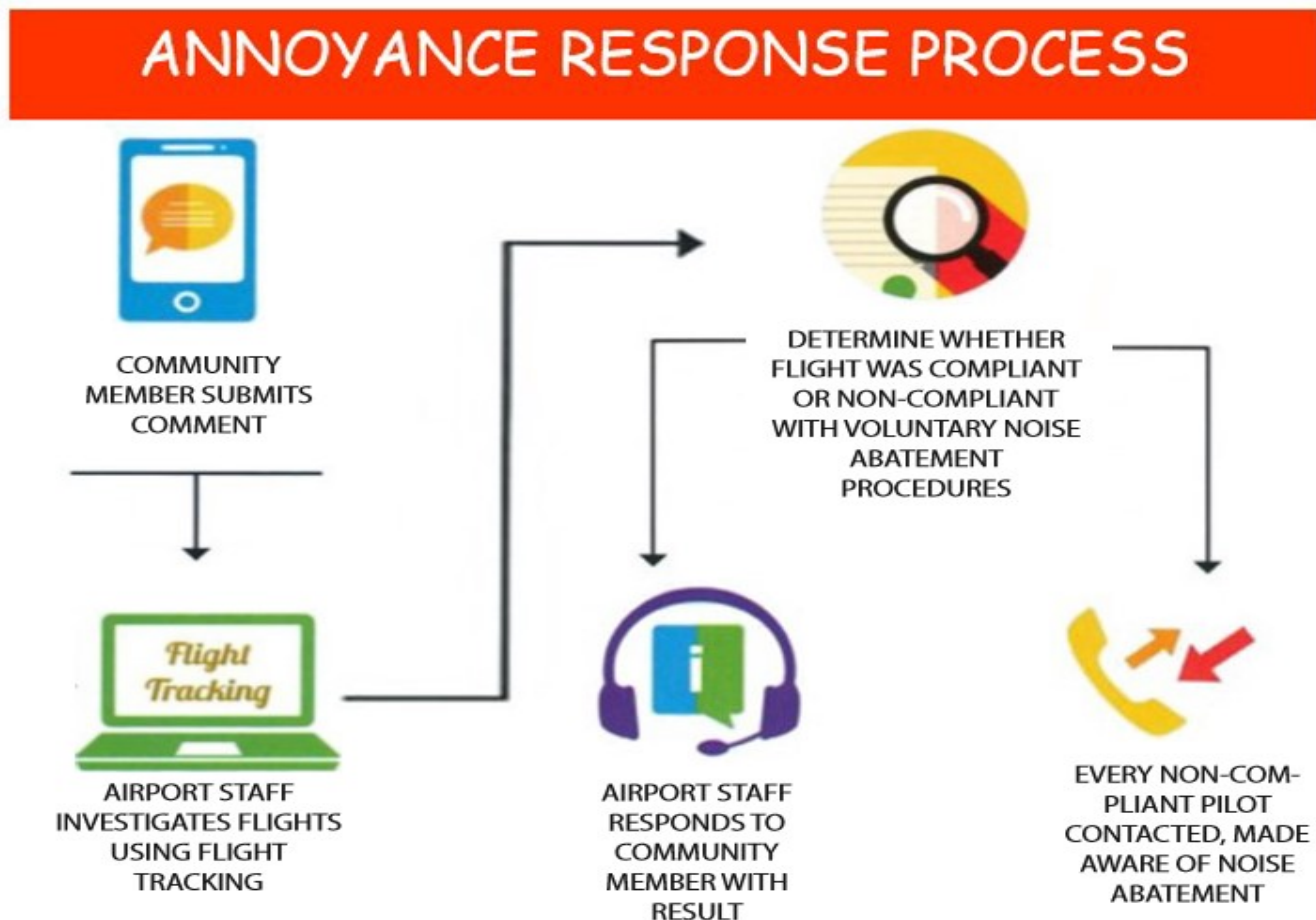 ANNOYANCE RESPONSE PROCESS
COMMUNITY
MEMBER SUBMITS
COMMENT
Flight
Tracking
AIRPORT STAFF
INVESTIGATES FLIGHTS
USING FLIGHT
TRACKING
DETERMINE WHETHER
FLIGHT WAS COMPLIANT
OR NON-COMPLIANT
WITH VOLUNTARY NOISE
ABATEMENT
PROCEDURES
i
AIRPORT STAFF
RESPONDS TO
COMMUNITY
MEMBER WITH
RESULT
EVERY NON-COM-
PLIANT PILOT
CONTACTED, MADE
AWARE OF NOISE
ABATEMENT